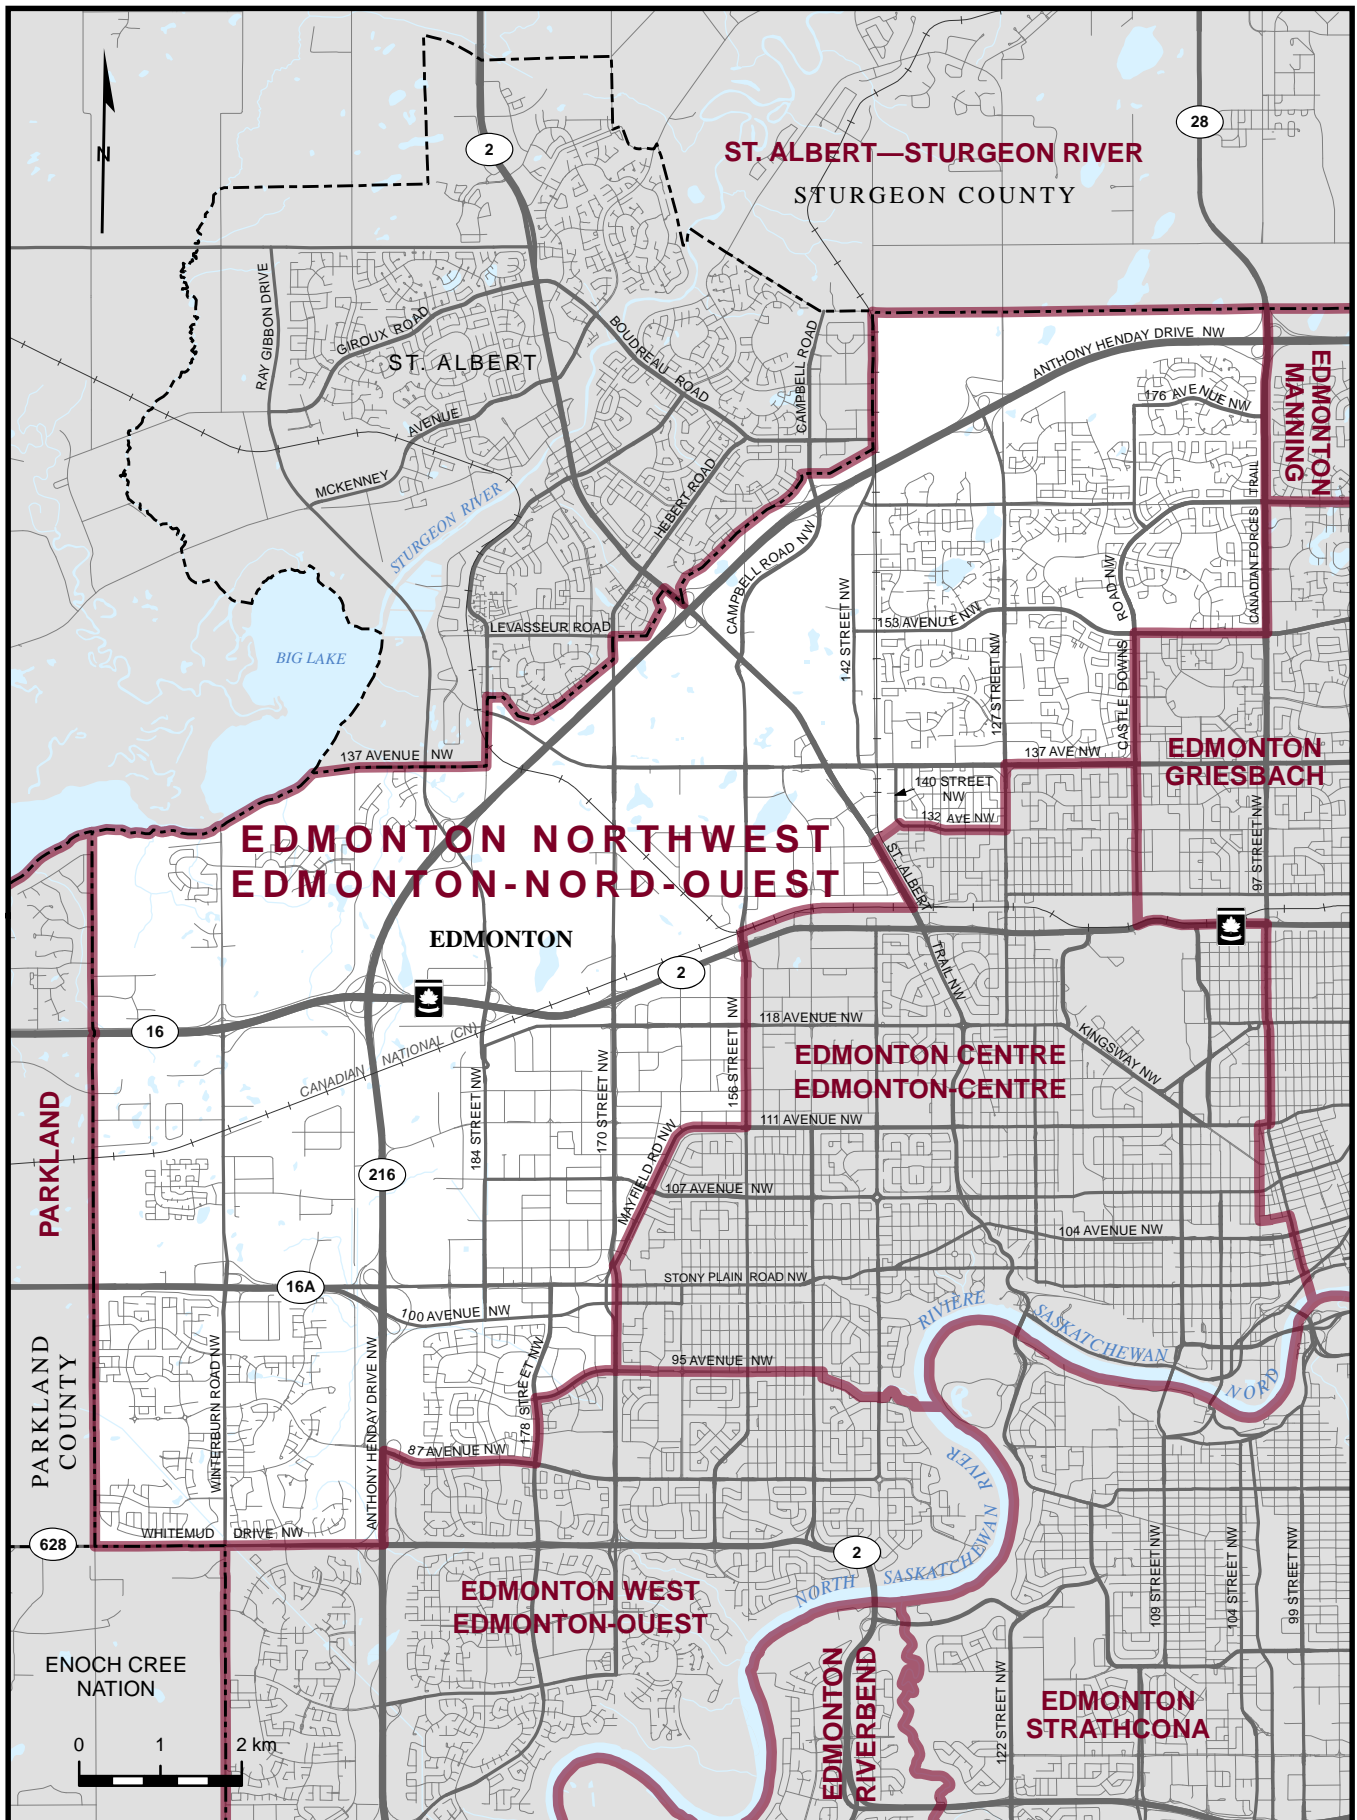 28
2
ST. ALBERT—STURGEON RIVER
STURGEON COUNTY
N
RAY GIBBON DRIVE
GIROUX ROAD
ST. ALBERT
BOUDREAU ROAD
CAMPBELL ROAD
ANTHONY HENDAY DRIVE NW
176 AVENUE NW
EDMONTON
MANNING
MCKENNEY AVENUE
STURGEON RIVER
HEBERT ROAD
CAMPBELL ROAD NW
CANADIAN FORCES TRAIL
LEVASSEUR ROAD
142 STREET NW
153 AVENUE NW
127 STREET NW
CASTLE DOWNS ROAD NW
BIG LAKE
137 AVENUE NW
137 AVE NW
EDMONTON
GRIESBACH
140 STREET
NW
132 AVE NW
EDMONTON NORTHWEST
EDMONTON-NORD-OUEST
ST. ALBERT TRAIL NW
97 STREET NW
EDMONTON
2
16
CANADIAN NATIONAL (CN)
118 AVENUE NW
156 STREET NW
EDMONTON CENTRE
EDMONTON-CENTRE
KINGSWAY NW
184 STREET NW
170 STREET NW
111 AVENUE NW
PARKLAND
216
MAYFIELD RD NW
107 AVENUE NW
104 AVENUE NW
16A
STONY PLAIN ROAD NW
100 AVENUE NW
RIVIÈRE SASKATCHEWAN NORD
PARKLAND
COUNTY
WINTERBURN ROAD NW
ANTHONY HENDAY DRIVE NW
178 STREET NW
95 AVENUE NW
87 AVENUE NW
WHITEMUD DRIVE NW
628
2
NORTH SASKATCHEWAN RIVER
109 STREET NW
104 STREET NW
99 STREET NW
EDMONTON WEST
EDMONTON-OUEST
ENOCH CREE
NATION
EDMONTON
RIVERBEND
122 STREET NW
EDMONTON
STRATHCONA
0 1 2 km